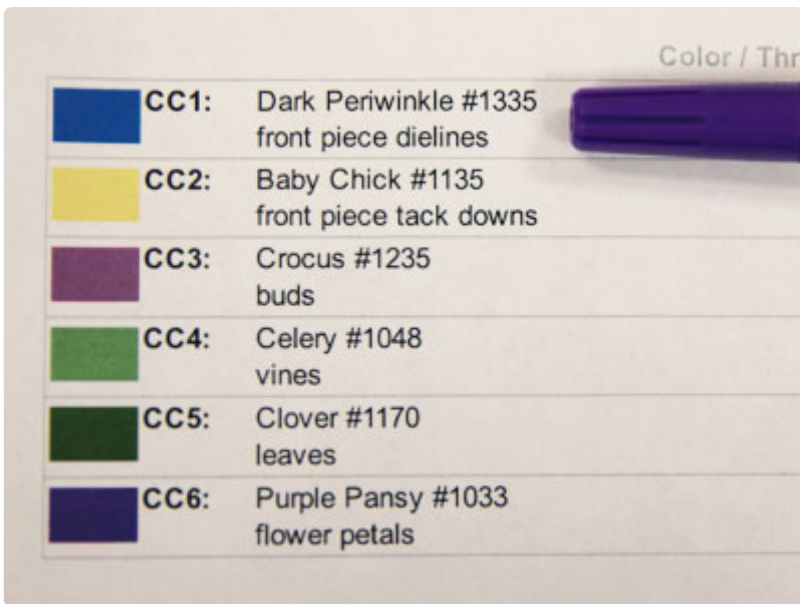 Color / Thr
CC1: Dark Periwinkle #1335
front piece dielines
CC2: Baby Chick #1135
front piece tack downs
CC3: Crocus #1235
buds
CC4: Celery #1048
vines
CC5: Clover #1170
leaves
CC6: Purple Pansy #1033
flower petals